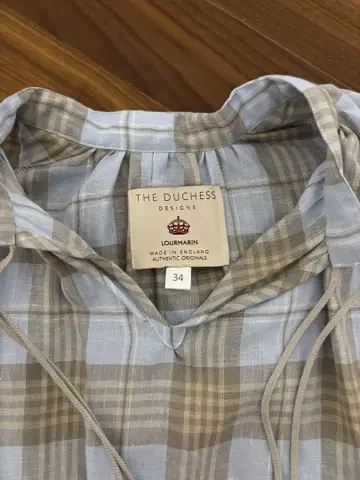 THE DUCHESS
DESIGNS
LOURMARIN
MADE IN ENGLAND
AUTHENTIC ORIGINALS
34